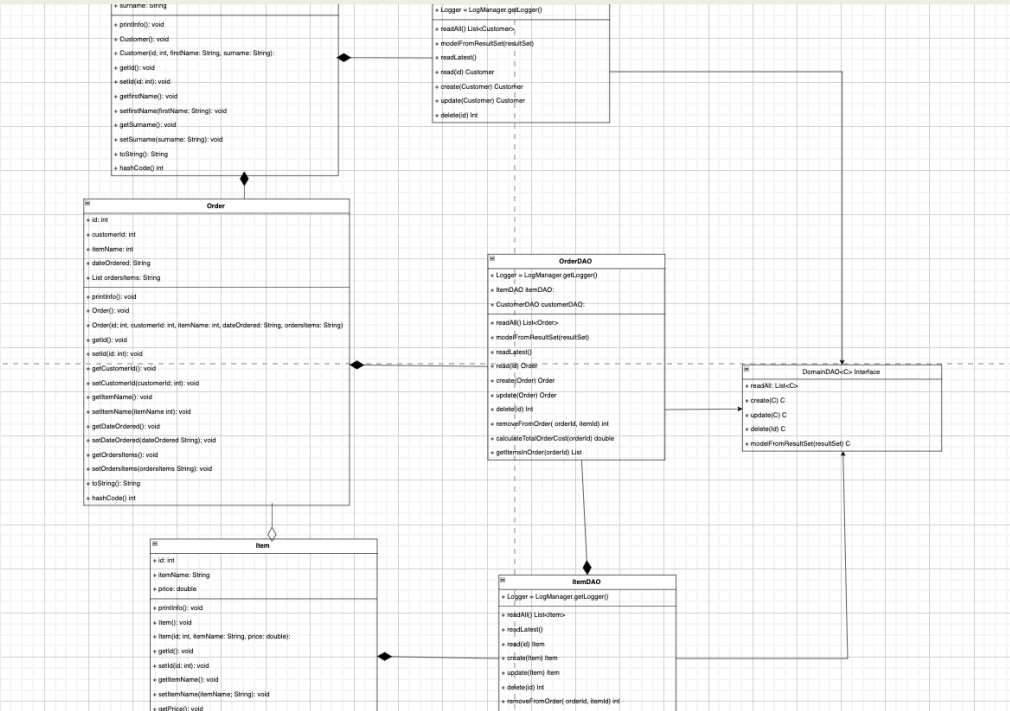 surname: String
+ printInfo(): void
+ Customer(): void
+ Customer(id; int, firstName: String, surname: String):
+ getId(): void
+ setId(id: int): void
+ getfirstName(): void
+ setfirstName(firstName; String): void
+ getSurname(): void
+ setSurname(surname: String): void
+ toString(): String
+ hashCode() int
+ Logger = LogManager.getLogger()
+ readAll() List<Customer>
+ modelFromResultSet(resultSet)
+ readLatest()
+ read(id) Customer
+ create(Customer) Customer
+ update(Customer) Customer
+ delete(id) Int
Order
+ id: int
+ customerId: int
+ itemName: int
+ dateOrdered: String
+ List ordersItems: String
+ printInfo(): void
+ Order(): void
+ Order(id: int, customerId: int, itemName: int, dateOrdered: String, ordersItems: String)
+ getId(): void
+ setId(id: int): void
+ getCustomerId(): void
+ setCustomerId(customerId; int): void
+ getItemName(): void
+ setItemName(itemName int): void
+ getDateOrdered(): void
+ setDateOrdered(dateOrdered String); void
+ getOrdersItems(): void
+ setOrdersItems(ordersItems String): void
+ toString(): String
+ hashCode() int
OrderDAO
+ Logger = LogManager.getLogger()
+ ItemDAO itemDAO:
+ CustomerDAO customerDAO:
+ readAll() List<Order>
+ modelFromResultSet(resultSet)
+ readLatest()
+ read(id) Order
+ create(Order) Order
+ update(Order) Order
+ delete(id) Int
+ removeFromOrder( orderId, itemId) int
+ calculateTotalOrderCost(orderId) double
+ getItemsInOrder(orderId) List
DomainDAO<C> Interface
+ readAll: List<C>
+ create(C) C
+ update(C) C
+ delete(Id) C
+ modelFromResultSet(resultSet) C
Item
+ id: int
+ itemName: String
+ price: double
+ printInfo(): void
+ Item(): void
+ Item(id; int, itemName: String, price: double):
+ getId(): void
+ setId(id: int): void
+ getItemName(): void
+ setItemName(itemName; String): void
+ getPrice(): void
ItemDAO
+ Logger = LogManager.getLogger()
+ readAll() List<Item>
+ readLatest()
+ read(id) Item
+ create(Item) Item
+ update(Item) Item
+ delete(id) Int
+ removeFromOrder( orderId, itemId) int